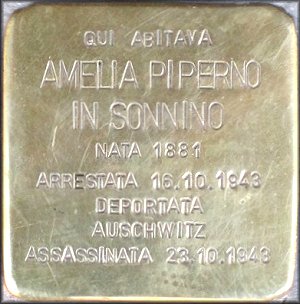 QUI ABITAVA
AMELIA PIPERNO
IN SONNINO
NATA 1881
ARRESTATA 16.10.1943
DEPORTATA
AUSCHWITZ
ASSASSINATA 23.10.1943